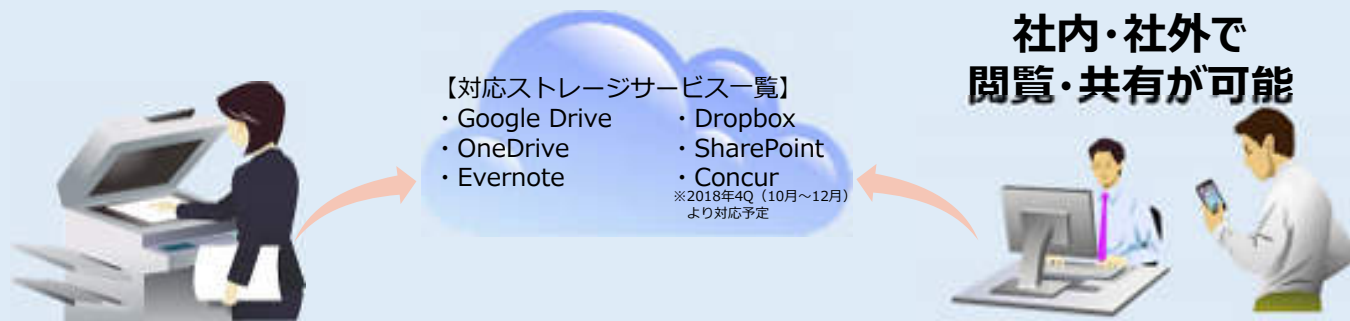 【対応ストレージサービス一覧】
・Google Drive ・Dropbox
・OneDrive ・SharePoint
・Evernote ・Concur
※2018年4Q（10月～12月）
より対応予定
社内・社外で
閲覧・共有が可能